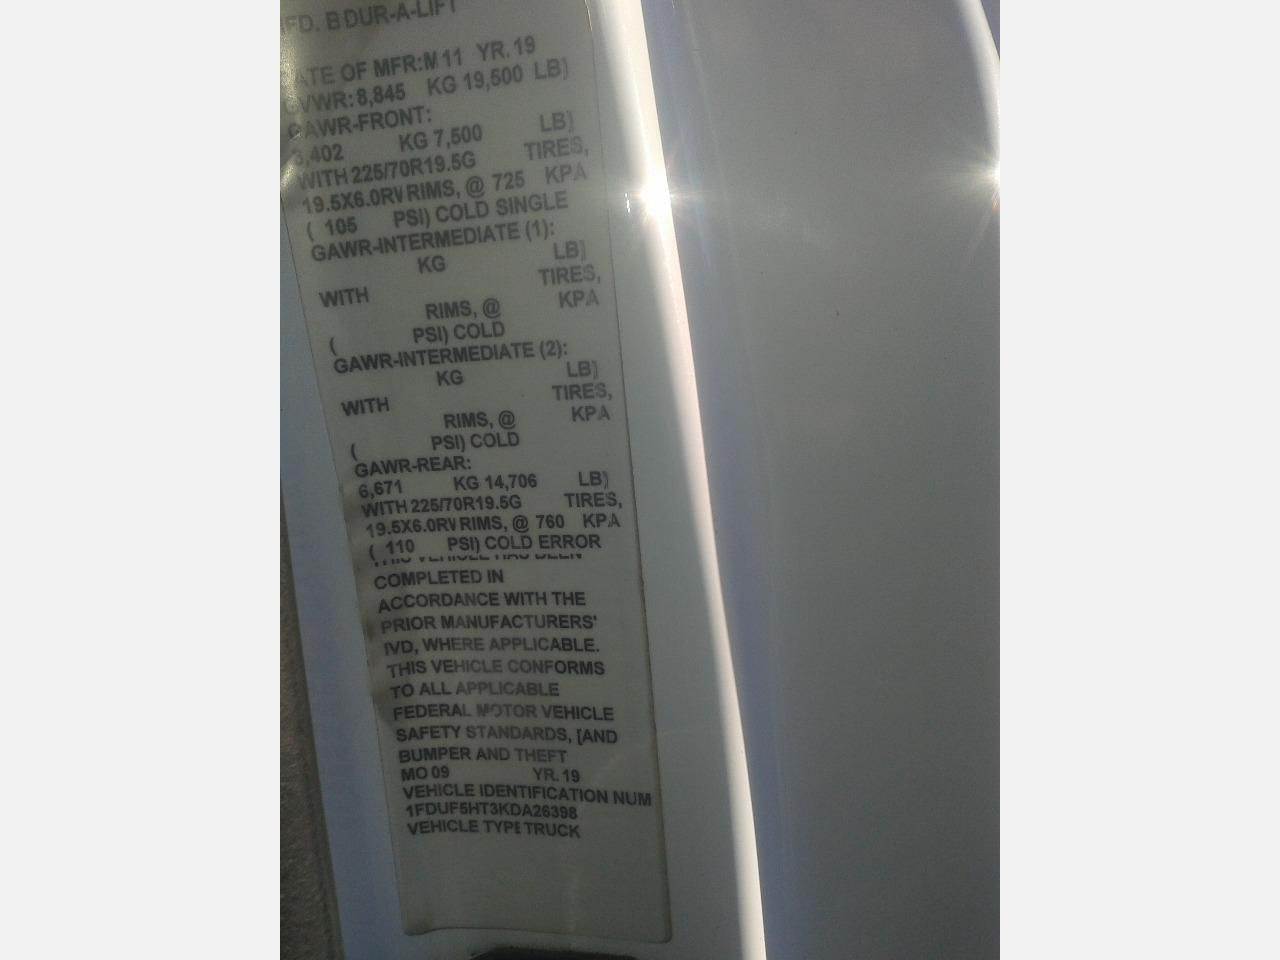 FD. B DUR-A-LIFT
ATE OF MFR:M 11 YR. 19
GVWR: 8,845 KG 19,500 LB]
GAWR-FRONT:
3,402 KG 7,500 LB]
WITH 225/70R19.5G TIRES,
19.5X6.0RV RIMS, @ 725 KPA
( 105 PSI) COLD SINGLE
GAWR-INTERMEDIATE (1):
KG LB]
WITH TIRES,
RIMS, @ KPA
( PSI) COLD
GAWR-INTERMEDIATE (2):
KG LB]
WITH TIRES,
RIMS, @ KPA
( PSI) COLD
GAWR-REAR:
6,671 KG 14,706 LB]
WITH 225/70R19.5G TIRES,
19.5X6.0RV RIMS, @ 760 KPA
( 110 PSI) COLD ERROR
THIS VEHICLE HAS BEEN
COMPLETED IN
ACCORDANCE WITH THE
PRIOR MANUFACTURERS'
IVD, WHERE APPLICABLE.
THIS VEHICLE CONFORMS
TO ALL APPLICABLE
FEDERAL MOTOR VEHICLE
SAFETY STANDARDS, [AND
BUMPER AND THEFT
MO 09 YR. 19
VEHICLE IDENTIFICATION NUM
1FDUF5HT3KDA26398
VEHICLE TYPE TRUCK